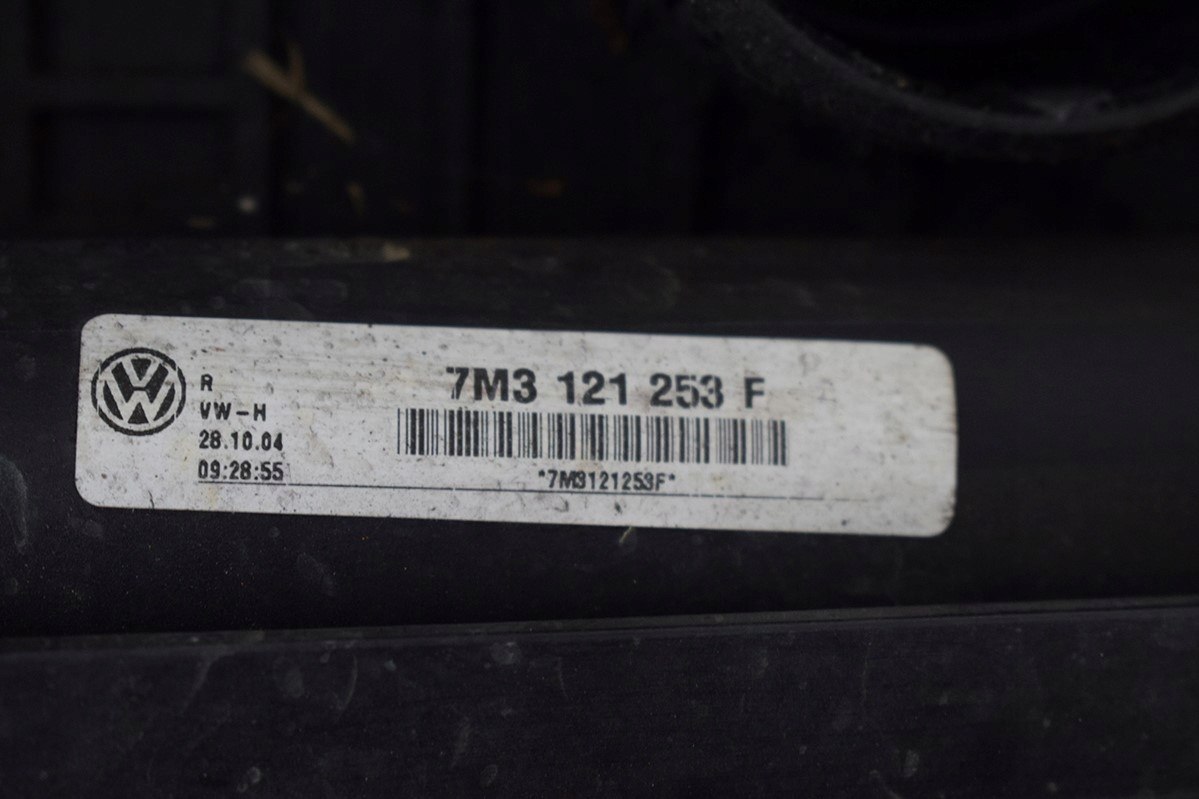 R
VW-H
28.10.04
09:28:55
7M3 121 253 F
*7M3121253F*